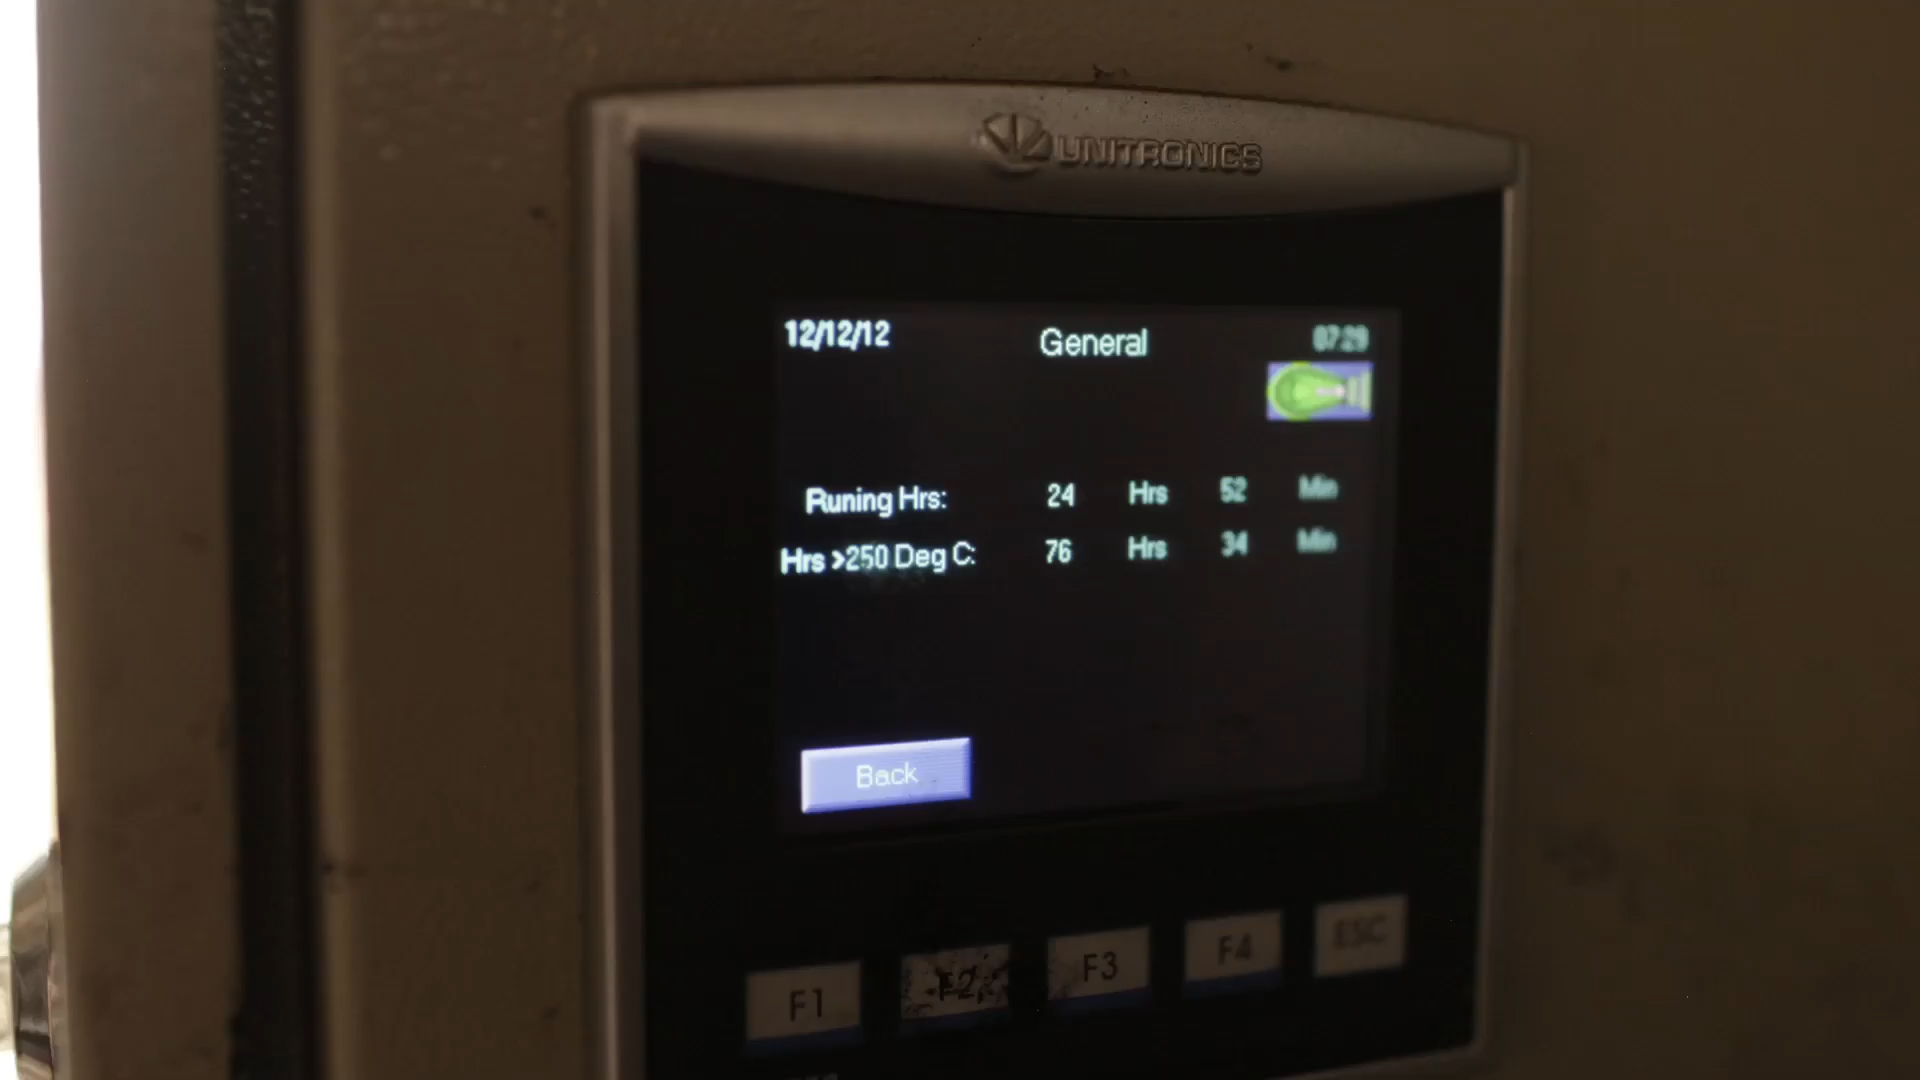 UNITRONICS
12/12/12 General 07:29
Runing Hrs: 24 Hrs 52 Min
Hrs >250 Deg C: 76 Hrs 34 Min
Back
F1 F2 F3 F4 ESC